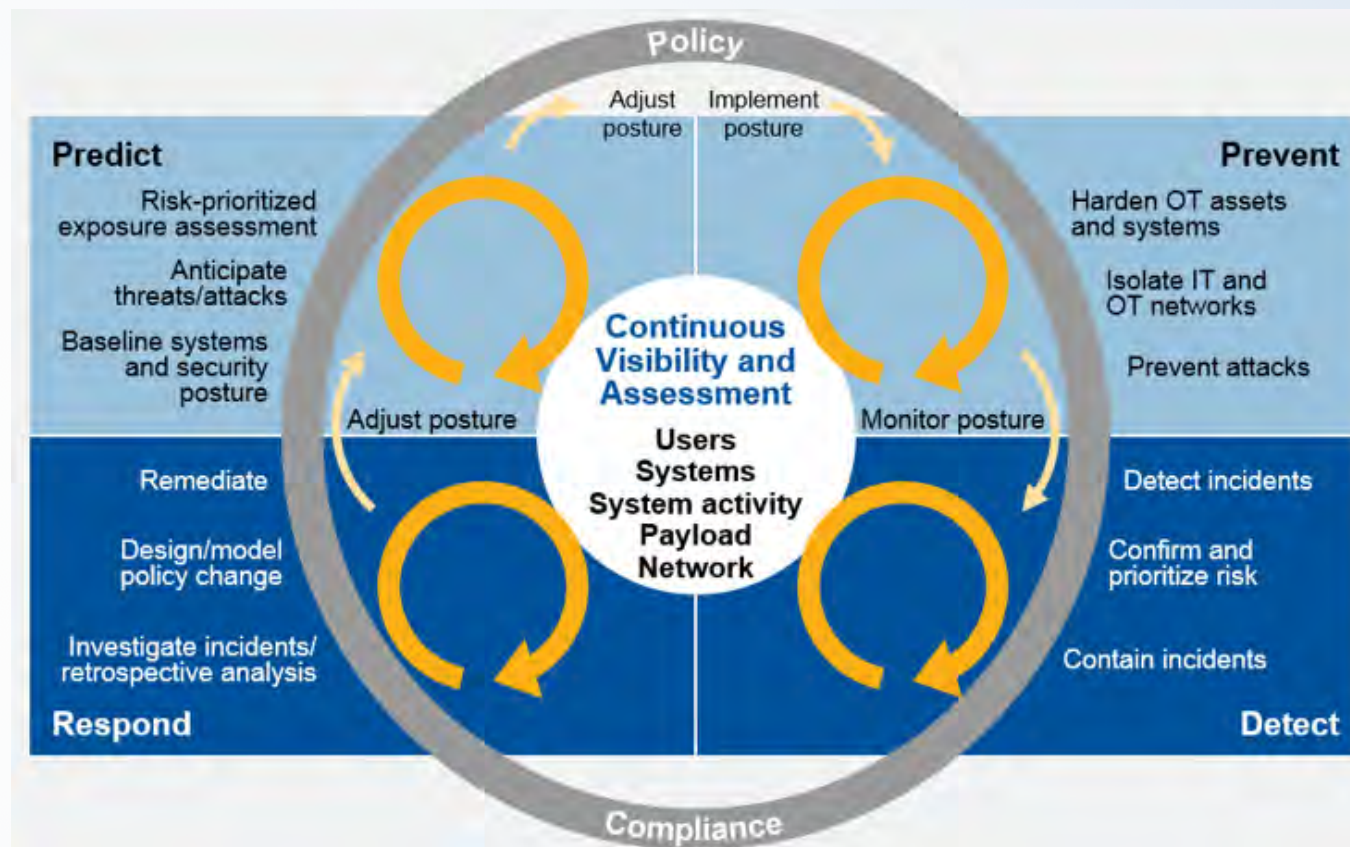 Policy
Adjust
posture
Implement
posture
Predict
Risk-prioritized
exposure assessment
Anticipate
threats/attacks
Baseline systems
and security
posture
Prevent
Harden OT assets
and systems
Isolate IT and
OT networks
Prevent attacks
Continuous
Visibility and
Assessment
Users
Systems
System activity
Payload
Network
Adjust posture
Monitor posture
Remediate
Design/model
policy change
Investigate incidents/
retrospective analysis
Respond
Detect incidents
Confirm and
prioritize risk
Contain incidents
Detect
Compliance